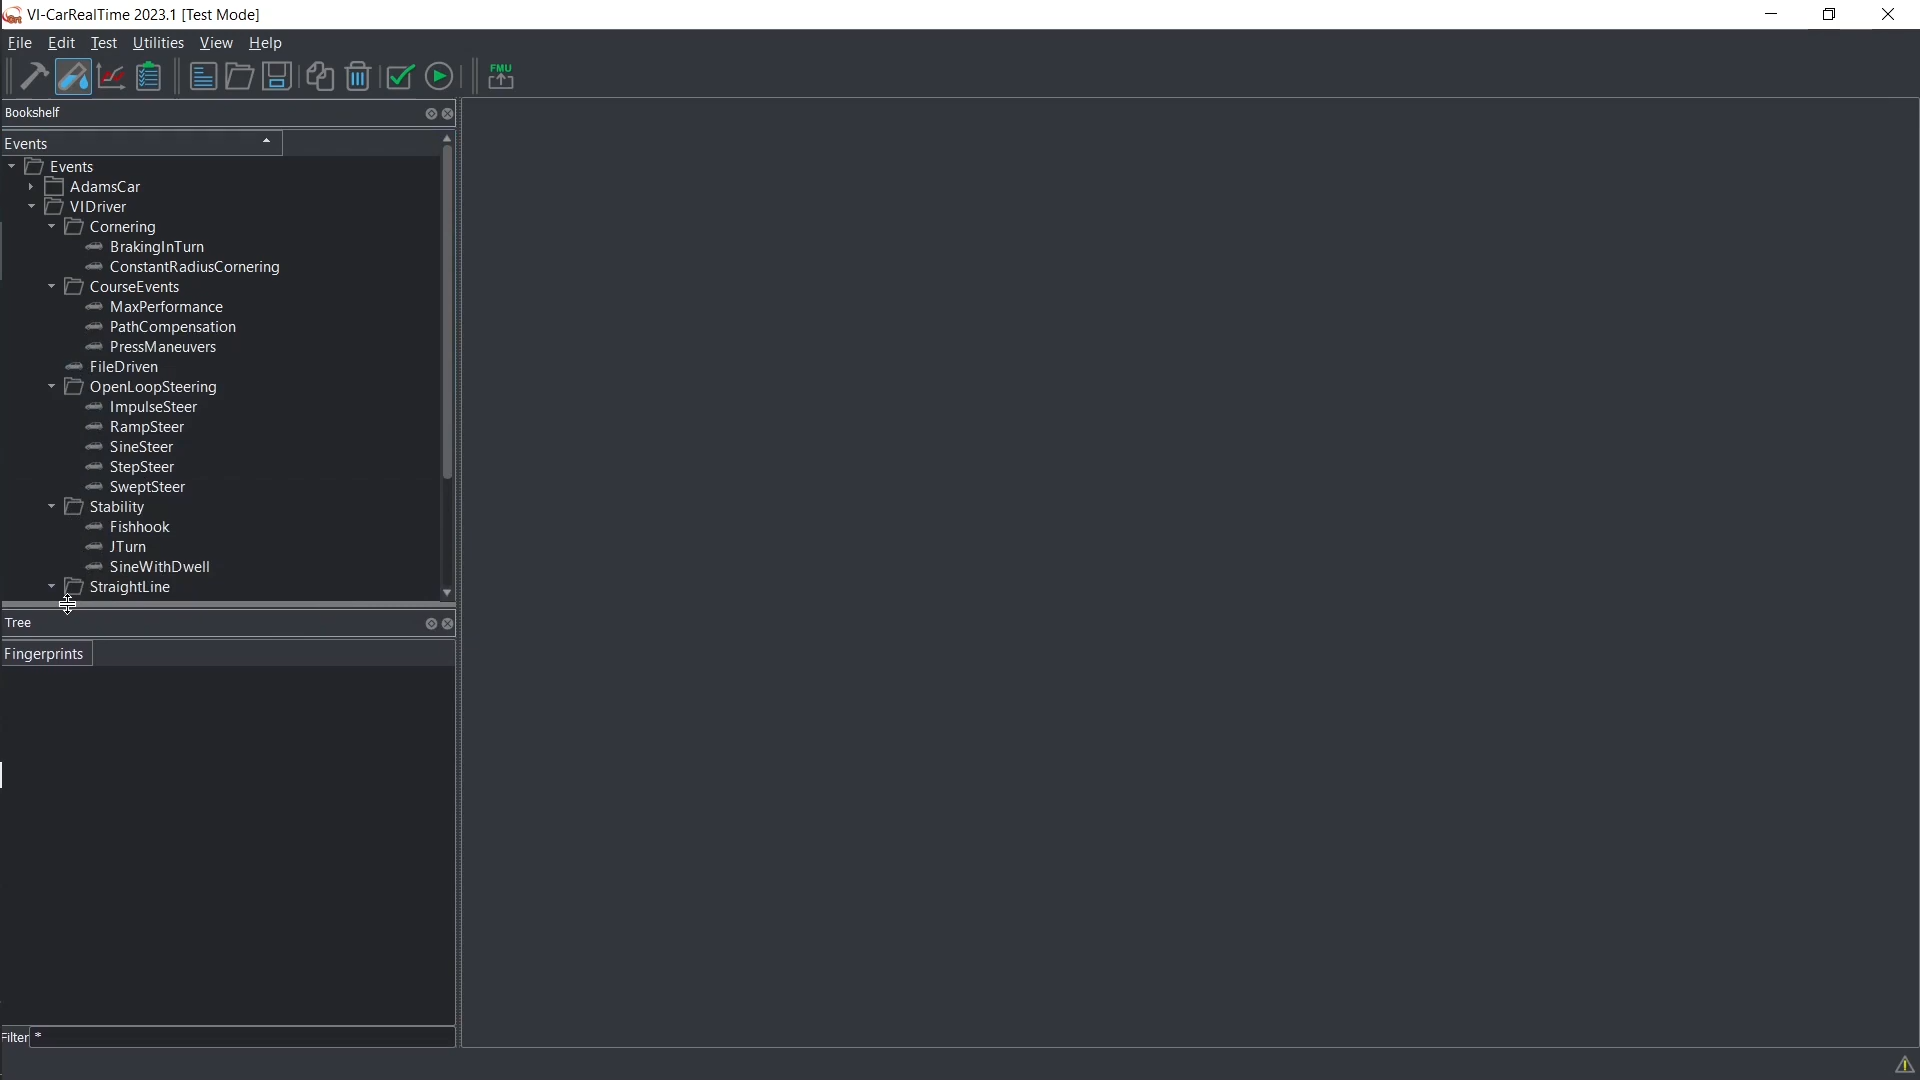 VI-CarRealTime 2023.1 [Test Mode]
File Edit Test Utilities View Help
FMU
Bookshelf
Events
Events
AdamsCar
VIDriver
Cornering
BrakingInTurn
ConstantRadiusCornering
CourseEvents
MaxPerformance
PathCompensation
PressManeuvers
FileDriven
OpenLoopSteering
ImpulseSteer
RampSteer
SineSteer
StepSteer
SweptSteer
Stability
Fishhook
JTurn
SineWithDwell
StraightLine
Tree
Fingerprints
Filter *